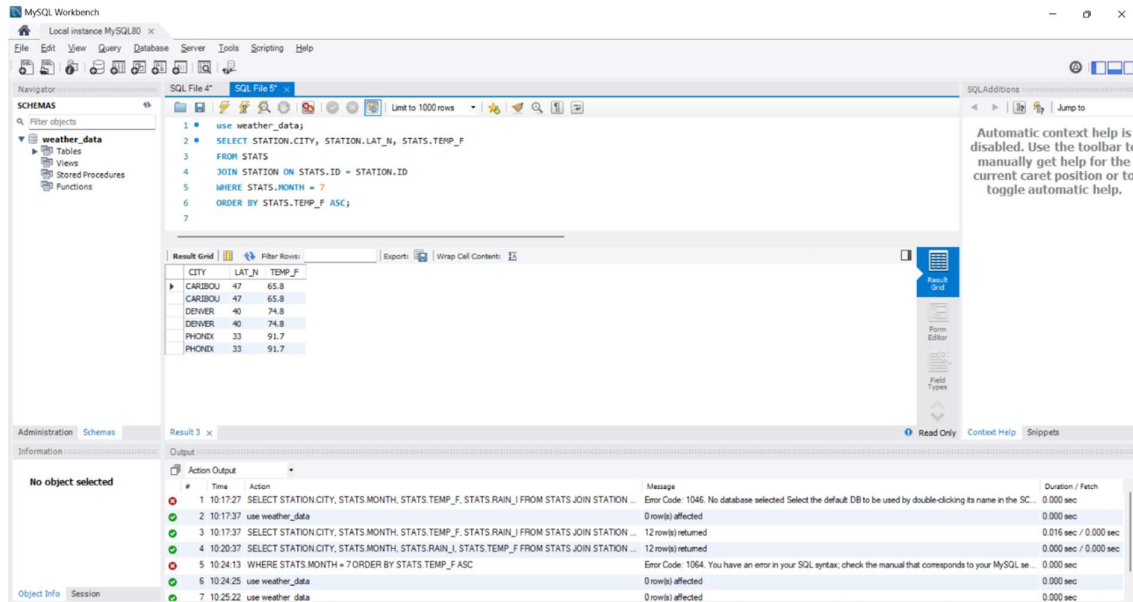 MySQL Workbench
Local instance MySQL80
File Edit View Query Database Server Tools Scripting Help
Navigator
SCHEMAS
Filter objects
weather_data
Tables
Views
Stored Procedures
Functions
Administration Schemas
Information
No object selected
Object Info Session
SQL File 4* SQL File 5*
Limit to 1000 rows
1 use weather_data;
2 SELECT STATION.CITY, STATION.LAT_N, STATS.TEMP_F
3 FROM STATS
4 JOIN STATION ON STATS.ID = STATION.ID
5 WHERE STATS.MONTH = 7
6 ORDER BY STATS.TEMP_F ASC;
7
Result Grid Filter Rows: Export: Wrap Cell Content:
CITY LAT_N TEMP_F
CARIBOU 47 65.8
CARIBOU 47 65.8
DENVER 40 74.8
DENVER 40 74.8
PHONIX 33 91.7
PHONIX 33 91.7
Result Grid
Form Editor
Field Types
Result 3 Read Only
SQLAdditions
Jump to
Automatic context help is
disabled. Use the toolbar to
manually get help for the
current caret position or to
toggle automatic help.
Context Help Snippets
Output
Action Output
# Time Action Message Duration / Fetch
1 10:17:27 SELECT STATION.CITY, STATS.MONTH, STATS.TEMP_F, STATS.RAIN_I FROM STATS JOIN STATION ... Error Code: 1046. No database selected Select the default DB to be used by double-clicking its name in the SC... 0.000 sec
2 10:17:37 use weather_data 0 row(s) affected 0.000 sec
3 10:17:37 SELECT STATION.CITY, STATS.MONTH, STATS.TEMP_F, STATS.RAIN_I FROM STATS JOIN STATION ... 12 row(s) returned 0.016 sec / 0.000 sec
4 10:20:37 SELECT STATION.CITY, STATS.MONTH, STATS.RAIN_I, STATS.TEMP_F FROM STATS JOIN STATION ... 12 row(s) returned 0.000 sec / 0.000 sec
5 10:24:13 WHERE STATS.MONTH = 7 ORDER BY STATS.TEMP_F ASC Error Code: 1064. You have an error in your SQL syntax; check the manual that corresponds to your MySQL se... 0.000 sec
6 10:24:25 use weather_data 0 row(s) affected 0.000 sec
7 10:25:22 use weather_data 0 row(s) affected 0.000 sec